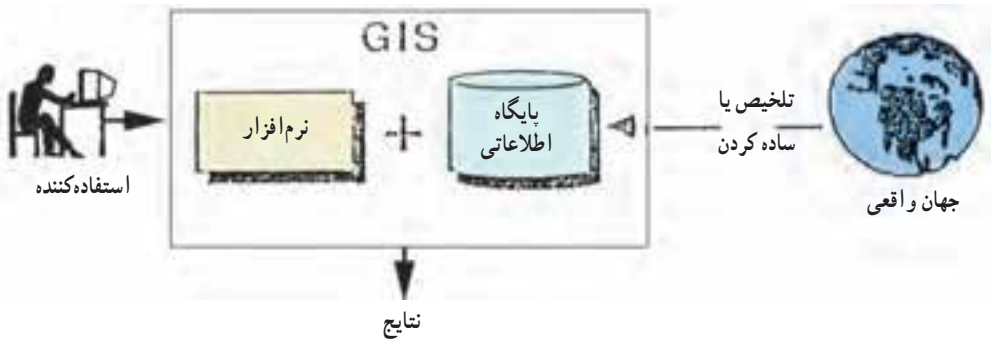 GIS
تلخیص یا
ساده کردن
جهان واقعی
پایگاه
اطلاعاتی
+
نرم‌افزار
استفاده‌کننده
نتایج